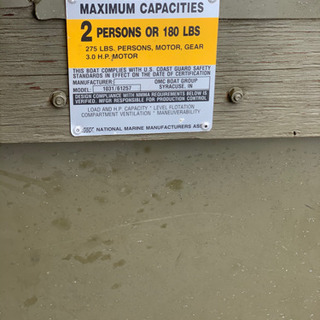 MAXIMUM CAPACITIES
2 PERSONS OR 180 LBS
275 LBS. PERSONS, MOTOR, GEAR
3.0 H.P. MOTOR
THIS BOAT COMPLIES WITH U.S. COAST GUARD SAFETY
STANDARDS IN EFFECT ON THE DATE OF CERTIFICATION
MANUFACTURER: OMC BOAT GROUP
MODEL: 1031/61257 SYRACUSE, IN
DESIGN COMPLIANCE WITH NMMA REQUIREMENTS BELOW IS
VERIFIED. MFGR RESPONSIBLE FOR PRODUCTION CONTROL
LOAD AND H.P. CAPACITY * LEVEL FLOTATION
COMPARTMENT VENTILATION * MANEUVERABILITY
NATIONAL MARINE MANUFACTURERS